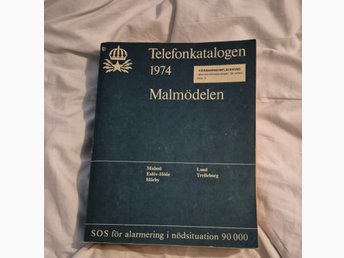 Telefonkatalogen
1974
Malmödelen
Malmö
Eslöv-Höör
Hörby
Lund
Trelleborg
SOS för alarmering i nödsituation 90 000